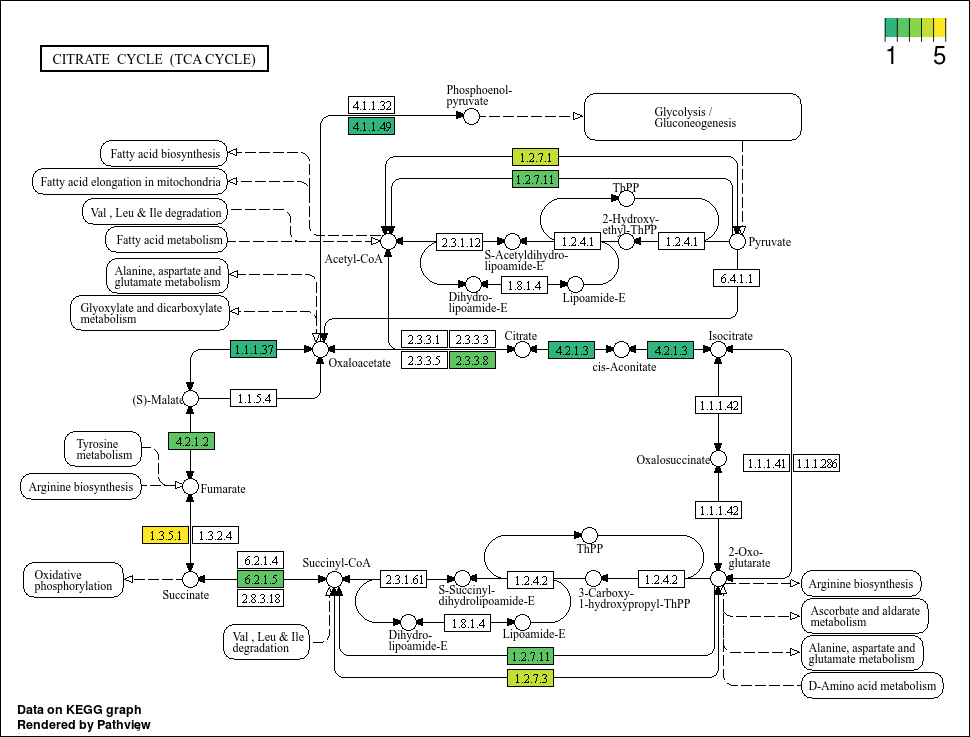 1 5
CITRATE CYCLE (TCA CYCLE)
Phosphoenol-
pyruvate
4.1.1.32
4.1.1.49
Glycolysis /
Gluconeogenesis
Fatty acid biosynthesis
1.2.7.1
Fatty acid elongation in mitochondria
1.2.7.11
ThPP
Val , Leu & Ile degradation
2-Hydroxy-
ethyl-ThPP
Fatty acid metabolism
2.3.1.12
1.2.4.1
1.2.4.1
Pyruvate
Acetyl-CoA
S-Acetyldihydro-
lipoamide-E
Alanine, aspartate and
glutamate metabolism
1.8.1.4
6.4.1.1
Dihydro-
lipoamide-E
Lipoamide-E
Glyoxylate and dicarboxylate
metabolism
1.1.1.37
Oxaloacetate
2.3.3.1
2.3.3.3
2.3.3.5
2.3.3.8
Citrate
4.2.1.3
cis-Aconitate
4.2.1.3
Isocitrate
(S)-Malate
1.1.5.4
1.1.1.42
4.2.1.2
Tyrosine
metabolism
Oxalosuccinate
1.1.1.41
1.1.1.286
Arginine biosynthesis
Fumarate
1.1.1.42
1.3.5.1
1.3.2.4
ThPP
2-Oxo-
glutarate
6.2.1.4
Succinyl-CoA
Oxidative
phosphorylation
6.2.1.5
2.3.1.61
1.2.4.2
1.2.4.2
Succinate
2.8.3.18
S-Succinyl-
dihydrolipoamide-E
3-Carboxy-
1-hydroxypropyl-ThPP
Arginine biosynthesis
Ascorbate and aldarate
metabolism
1.8.1.4
Val , Leu & Ile
degradation
Dihydro-
lipoamide-E
Lipoamide-E
1.2.7.11
Alanine, aspartate and
glutamate metabolism
1.2.7.3
D-Amino acid metabolism
Data on KEGG graph
Rendered by Pathview